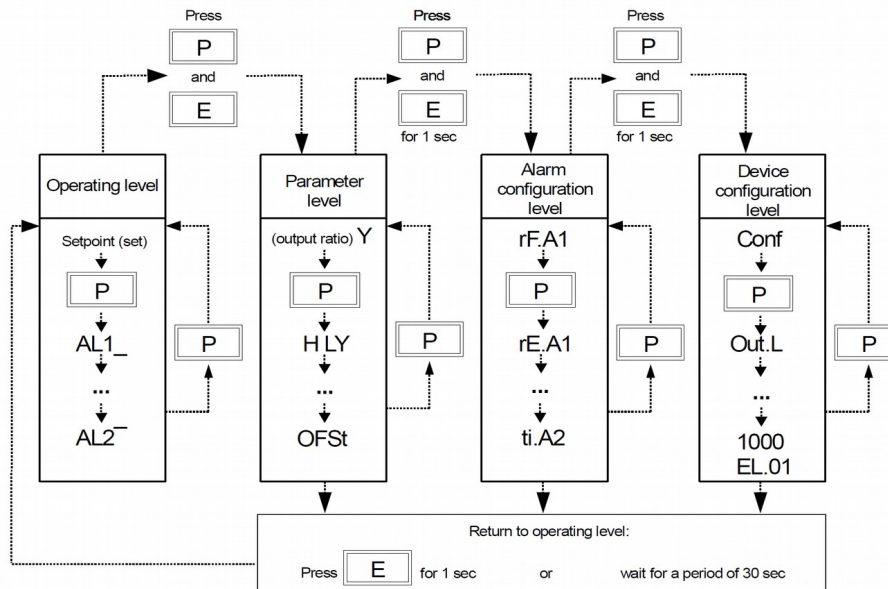 Press
P
and
E
Press
P
and
E
for 1 sec
Press
P
and
E
for 1 sec
Operating level
Setpoint (set)
P
AL1_
...
AL2¯
P
Parameter
level
(output ratio) Y
P
H LY
...
OFSt
P
Alarm
configuration
level
rF.A1
P
rE.A1
...
ti.A2
P
Device
configuration
level
Conf
P
Out.L
...
1000
EL.01
P
Return to operating level:
Press E for 1 sec or wait for a period of 30 sec